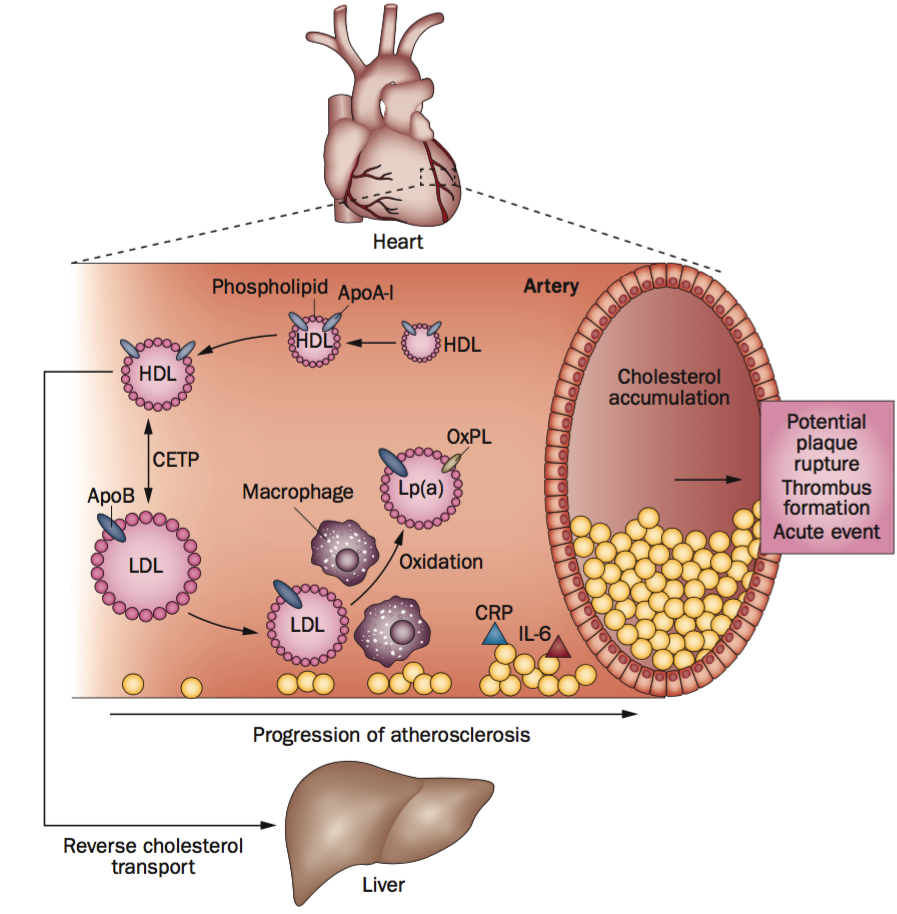 Heart
Phospholipid
ApoA-I
Artery
HDL
HDL
HDL
Cholesterol
accumulation
Potential
plaque
rupture
Thrombus
formation
Acute event
CETP
OxPL
ApoB
Macrophage
Lp(a)
LDL
Oxidation
LDL
CRP
IL-6
Progression of atherosclerosis
Reverse cholesterol
transport
Liver